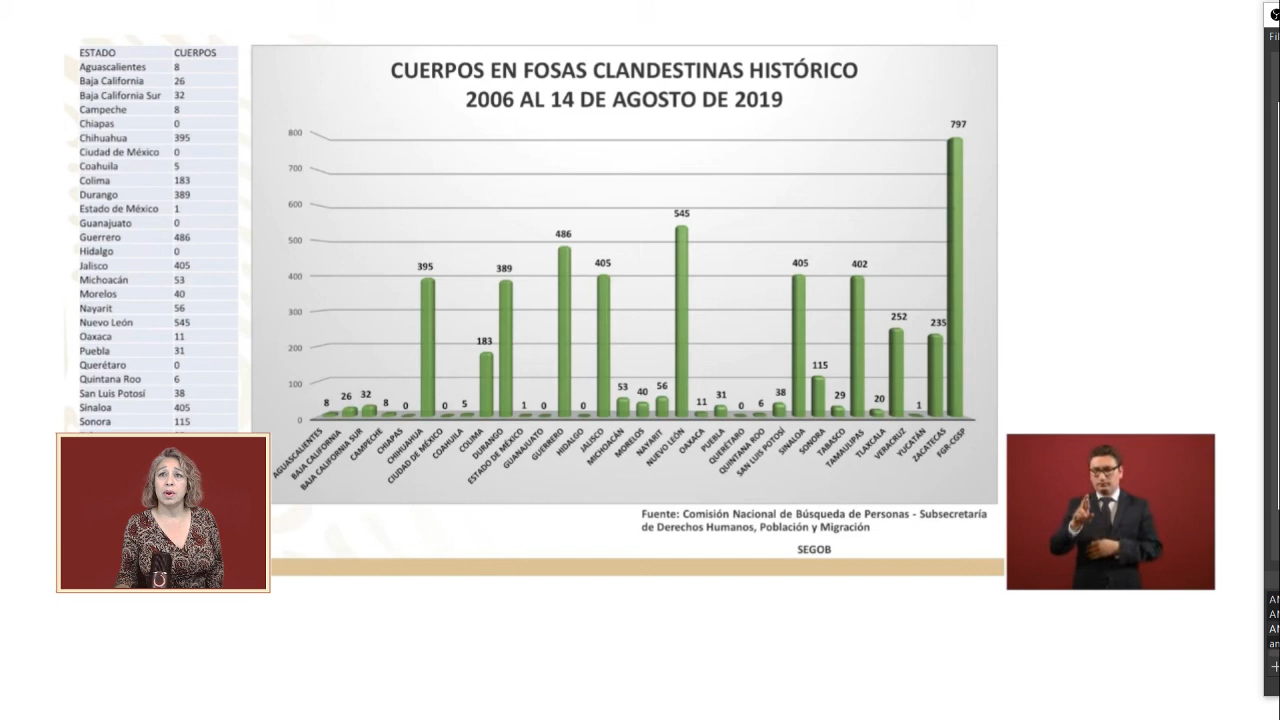 ESTADO CUERPOS
Aguascalientes 8
Baja California 26
Baja California Sur 32
Campeche 8
Chiapas 0
Chihuahua 395
Ciudad de México 0
Coahuila 5
Colima 183
Durango 389
Estado de México 1
Guanajuato 0
Guerrero 486
Hidalgo 0
Jalisco 405
Michoacán 53
Morelos 40
Nayarit 56
Nuevo León 545
Oaxaca 11
Puebla 31
Querétaro 0
Quintana Roo 6
San Luis Potosí 38
Sinaloa 405
Sonora 115
CUERPOS EN FOSAS CLANDESTINAS HISTÓRICO
2006 AL 14 DE AGOSTO DE 2019
800
700
600
500
400
300
200
100
0
8 26 32 8 0 395 0 5 183 389 1 0 486 0 405 53 40 56 545 11 31 0 6 38 405 115 29 402 20 252 1 235 797
AGUASCALIENTES
BAJA CALIFORNIA
BAJA CALIFORNIA SUR
CAMPECHE
CHIAPAS
CHIHUAHUA
CIUDAD DE MÉXICO
COAHUILA
COLIMA
DURANGO
ESTADO DE MÉXICO
GUANAJUATO
GUERRERO
HIDALGO
JALISCO
MICHOACÁN
MORELOS
NAYARIT
NUEVO LEÓN
OAXACA
PUEBLA
QUERÉTARO
QUINTANA ROO
SAN LUIS POTOSÍ
SINALOA
SONORA
TABASCO
TAMAULIPAS
TLAXCALA
VERACRUZ
YUCATÁN
ZACATECAS
FGR-CGSP
Fuente: Comisión Nacional de Búsqueda de Personas - Subsecretaría
de Derechos Humanos, Población y Migración
SEGOB